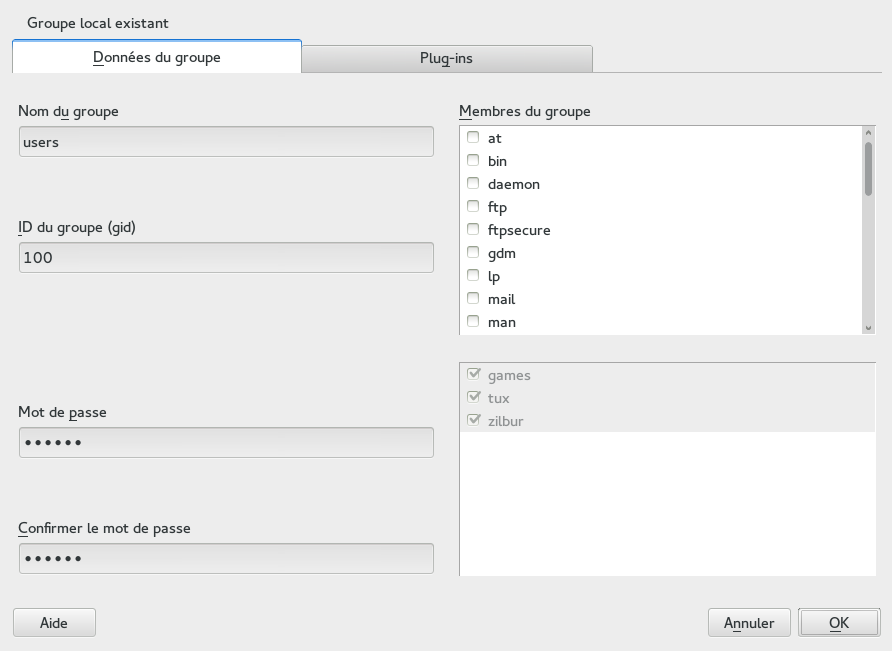 Groupe local existant
Données du groupe
Plug-ins
Nom du groupe
users
ID du groupe (gid)
100
Mot de passe
••••••
Confirmer le mot de passe
••••••
Membres du groupe
at
bin
daemon
ftp
ftpsecure
gdm
lp
mail
man
games
tux
zilbur
Aide
Annuler
OK